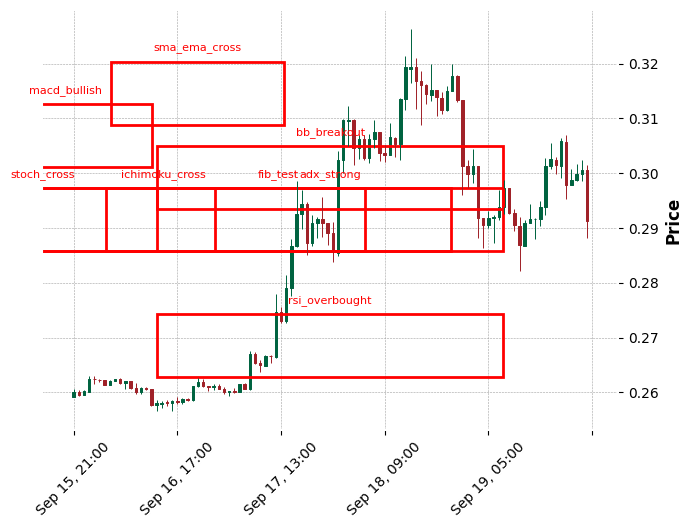 sma_ema_cross
macd_bullish
bb_breakout
stoch_cross
ichimoku_cross
fib_test
adx_strong
rsi_overbought
0.32
0.31
0.30
0.29
0.28
0.27
0.26
Price
Sep 15, 21:00
Sep 16, 17:00
Sep 17, 13:00
Sep 18, 09:00
Sep 19, 05:00